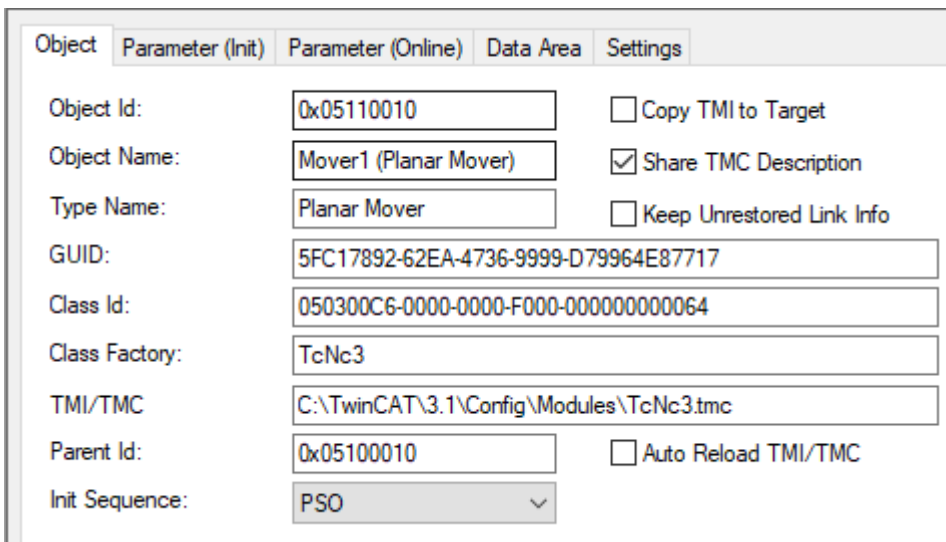 Object Parameter (Init) Parameter (Online) Data Area Settings
Object Id: 0x05110010 Copy TMI to Target
Object Name: Mover1 (Planar Mover) Share TMC Description
Type Name: Planar Mover Keep Unrestored Link Info
GUID: 5FC17892-62EA-4736-9999-D79964E87717
Class Id: 050300C6-0000-0000-F000-000000000064
Class Factory: TcNc3
TMI/TMC C:\TwinCAT\3.1\Config\Modules\TcNc3.tmc
Parent Id: 0x05100010 Auto Reload TMI/TMC
Init Sequence: PSO